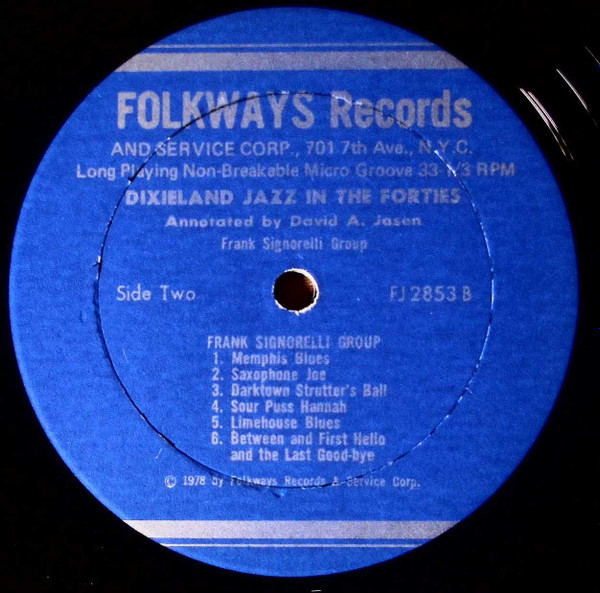 FOLKWAYS Records
AND SERVICE CORP., 701 7th Ave., N.Y.C.
Long Playing Non-Breakable Micro Groove 33 1/3 RPM
DIXIELAND JAZZ IN THE FORTIES
Annotated by David A. Jasen
Frank Signorelli Group
Side Two FJ 2853 B
FRANK SIGNORELLI GROUP
1. Memphis Blues
2. Saxophone Joe
3. Darktown Strutter's Ball
4. Sour Puss Hannah
5. Limehouse Blues
6. Between and First Hello
and the Last Good-bye
© 1978 by Folkways Records & Service Corp.